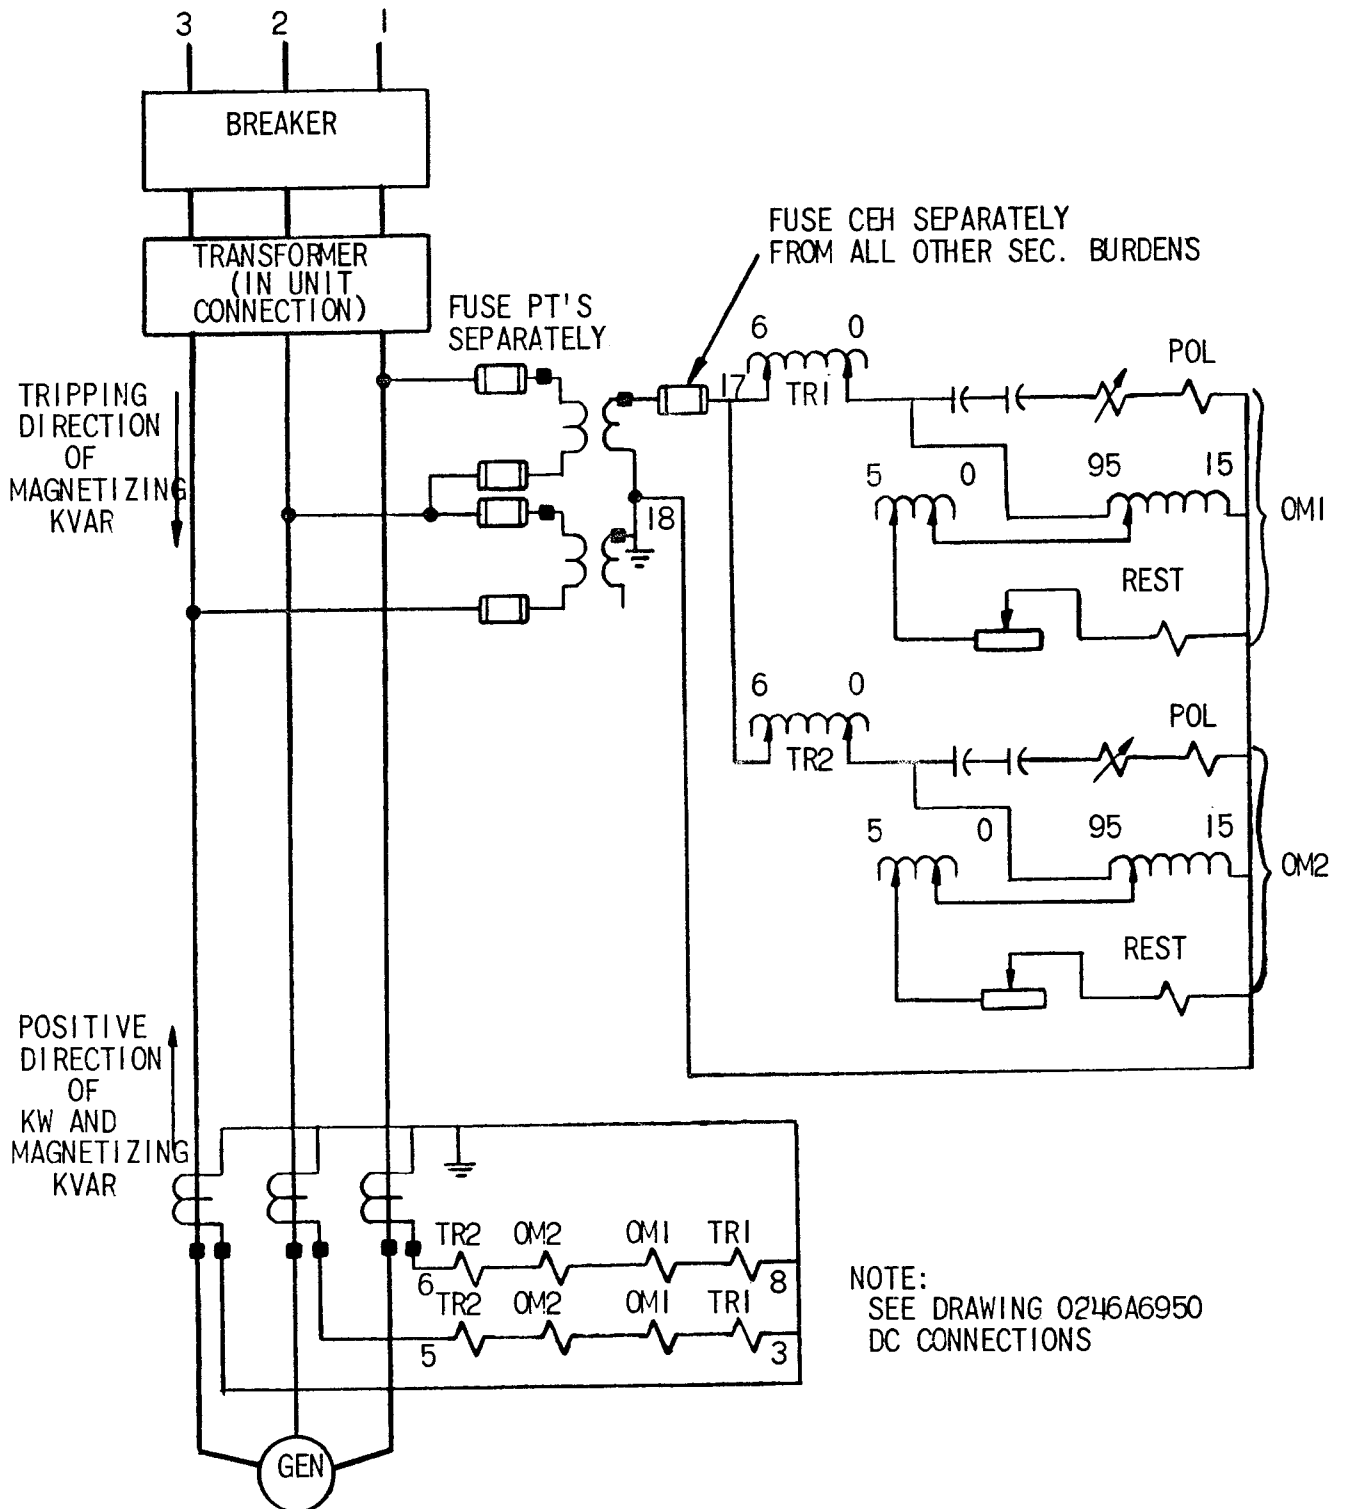 3 2 1
BREAKER
TRANSFORMER
(IN UNIT
CONNECTION)
FUSE PT'S
SEPARATELY
FUSE CEH SEPARATELY
FROM ALL OTHER SEC. BURDENS
TRIPPING
DIRECTION
OF
MAGNETIZING
KVAR
17
18
6 0
TR1
POL
5 0
95 15
OM1
REST
6 0
TR2
POL
5 0
95 15
OM2
REST
POSITIVE
DIRECTION
OF
KW AND
MAGNETIZING
KVAR
TR2 OM2 OM1 TR1
6 8
TR2 OM2 OM1 TR1
5 3
NOTE:
SEE DRAWING 0246A6950
DC CONNECTIONS
GEN